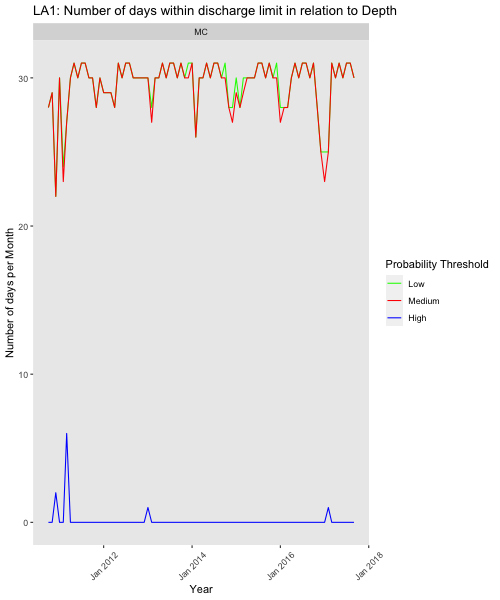 LA1: Number of days within discharge limit in relation to Depth
MC
Number of days per Month
30
20
10
0
Jan 2012
Jan 2014
Jan 2016
Jan 2018
Year
Probability Threshold
Low
Medium
High